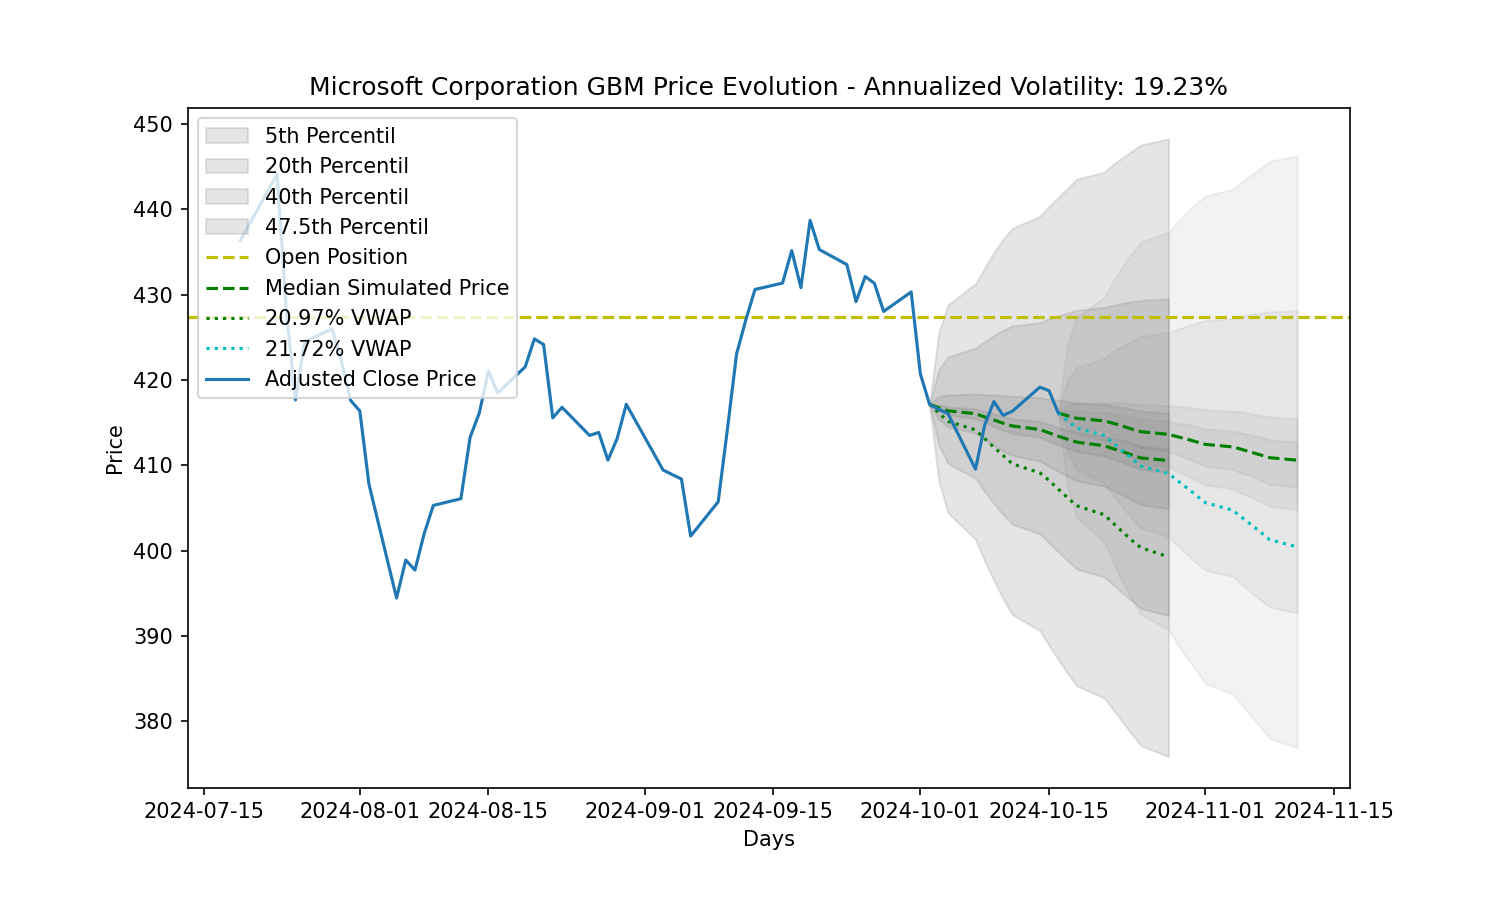 Microsoft Corporation GBM Price Evolution - Annualized Volatility: 19.23%
450
440
430
420
410
400
390
380
Price
5th Percentil
20th Percentil
40th Percentil
47.5th Percentil
Open Position
Median Simulated Price
20.97% VWAP
21.72% VWAP
Adjusted Close Price
2024-07-15 2024-08-01 2024-08-15 2024-09-01 2024-09-15 2024-10-01 2024-10-15 2024-11-01 2024-11-15
Days